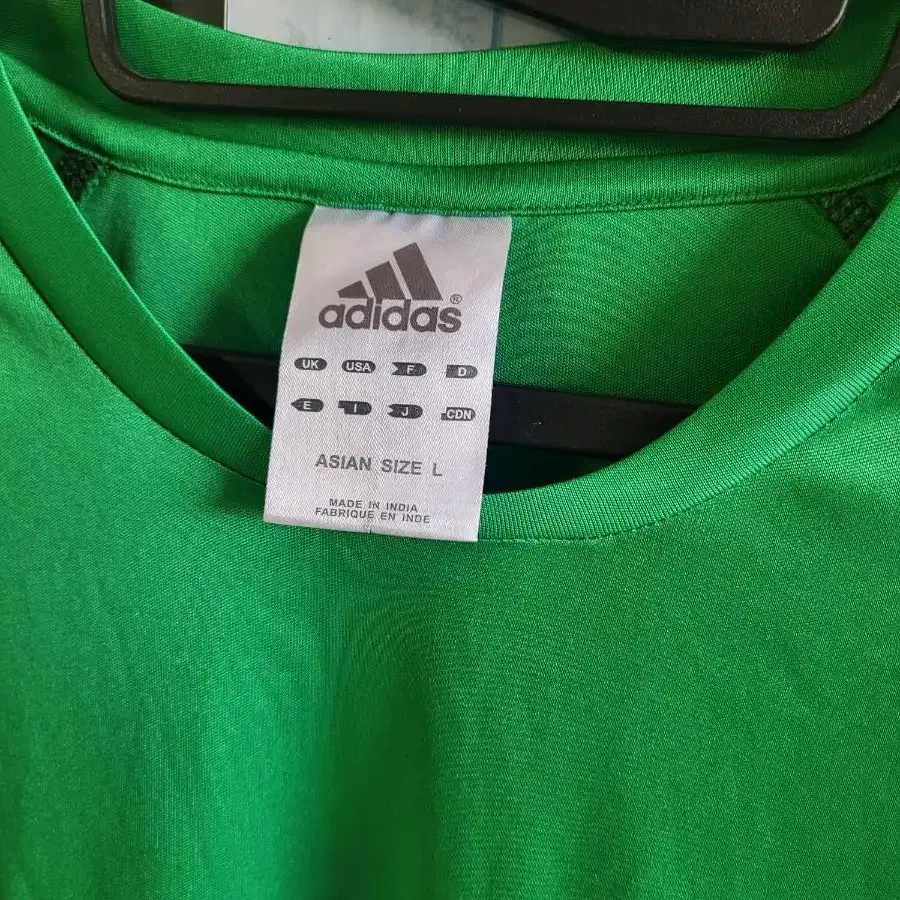 adidas®
UK USA F D
E I J CDN
ASIAN SIZE L
MADE IN INDIA
FABRIQUE EN INDE